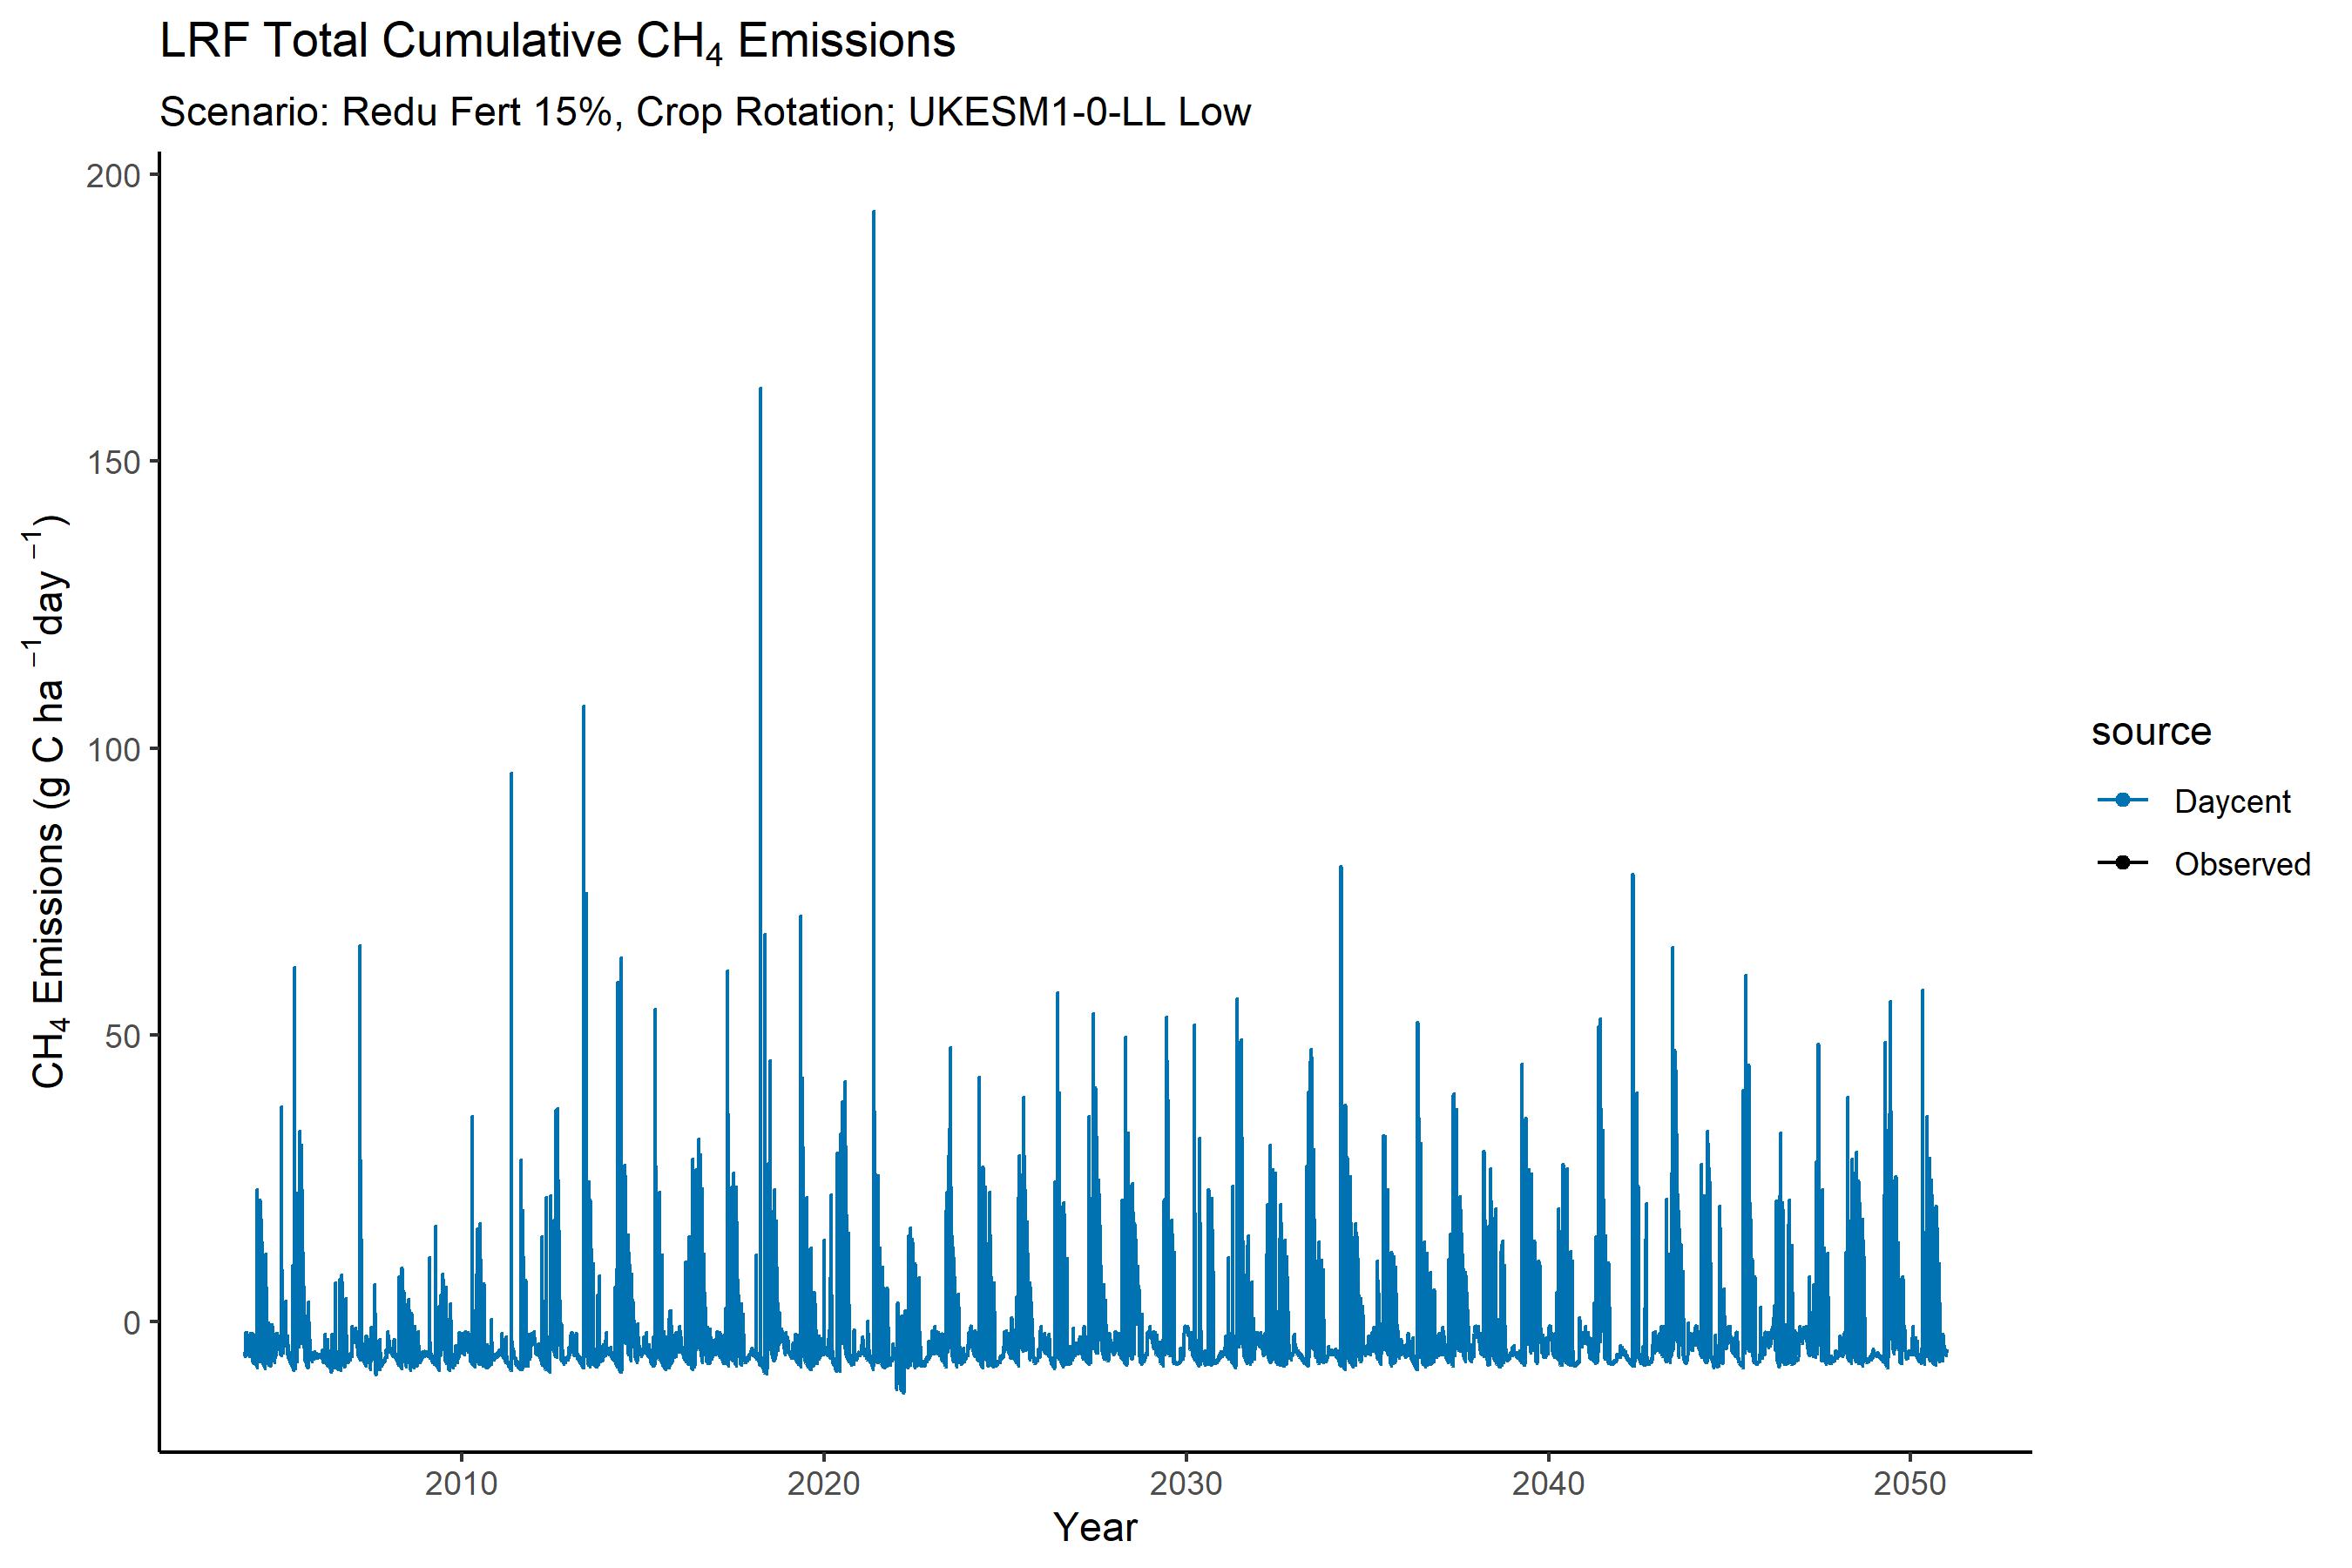 LRF Total Cumulative CH₄ Emissions
Scenario: Redu Fert 15%, Crop Rotation; UKESM1-0-LL Low
CH₄ Emissions (g C ha ⁻¹day ⁻¹)
200
150
100
50
0
2010 2020 2030 2040 2050
Year
source
Daycent
Observed